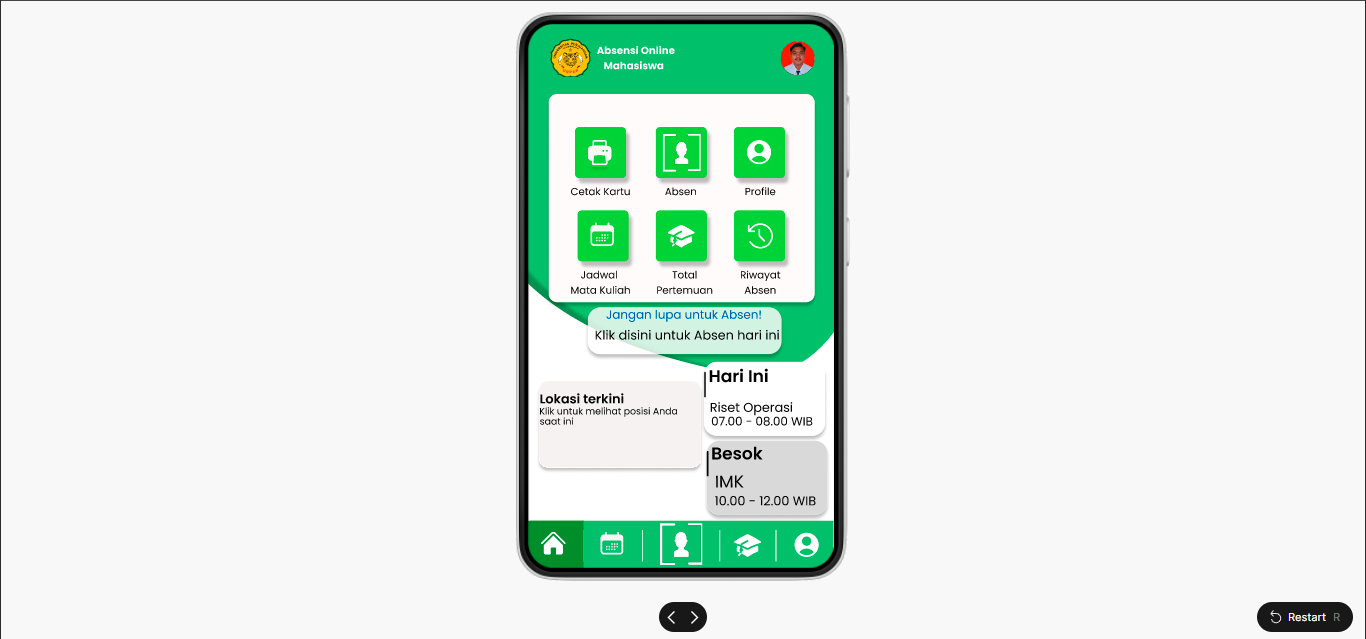 Absensi Online
Mahasiswa
Cetak Kartu
Absen
Profile
Jadwal
Mata Kuliah
Total
Pertemuan
Riwayat
Absen
Jangan lupa untuk Absen!
Klik disini untuk Absen hari ini
Lokasi terkini
Klik untuk melihat posisi Anda
saat ini
Hari Ini
Riset Operasi
07.00 - 08.00 WIB
Besok
IMK
10.00 - 12.00 WIB
Restart R